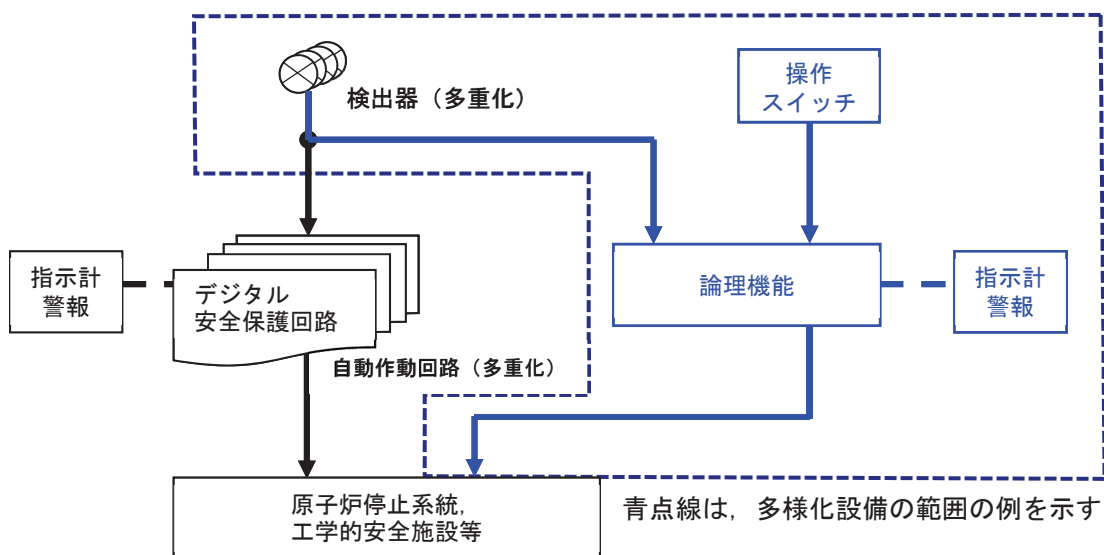 検出器（多重化）
操作
スイッチ
指示計
警報
デジタル
安全保護回路
論理機能
指示計
警報
自動作動回路（多重化）
原子炉停止系統，
工学的安全施設等
青点線は，多様化設備の範囲の例を示す